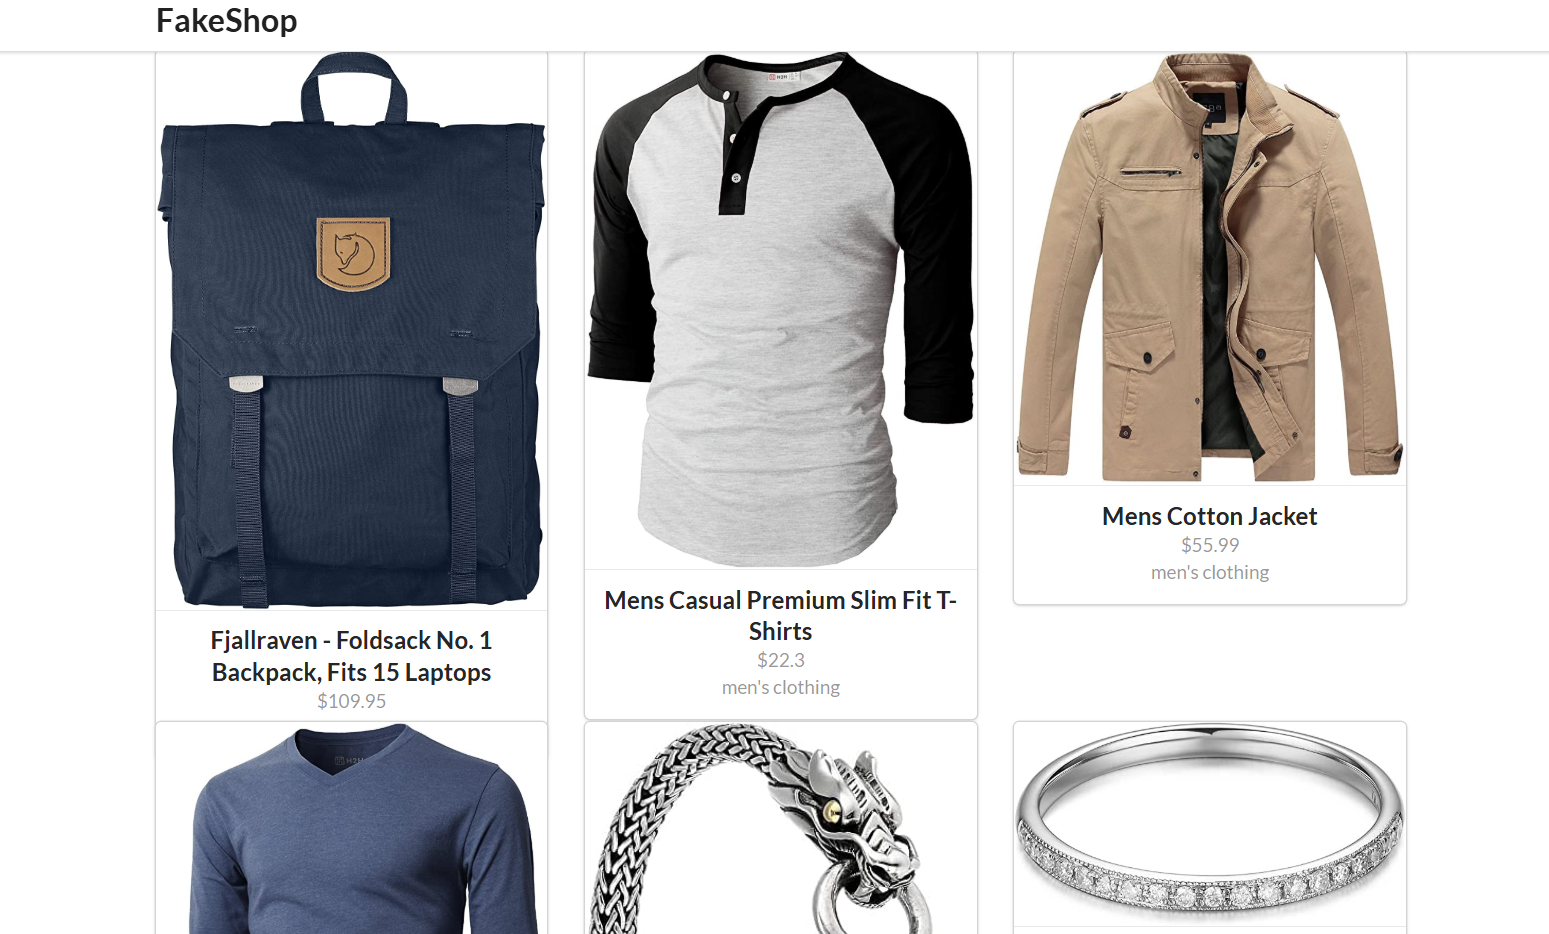 FakeShop
Fjallraven - Foldsack No. 1
Backpack, Fits 15 Laptops
$109.95
Mens Casual Premium Slim Fit T-
Shirts
$22.3
men's clothing
Mens Cotton Jacket
$55.99
men's clothing